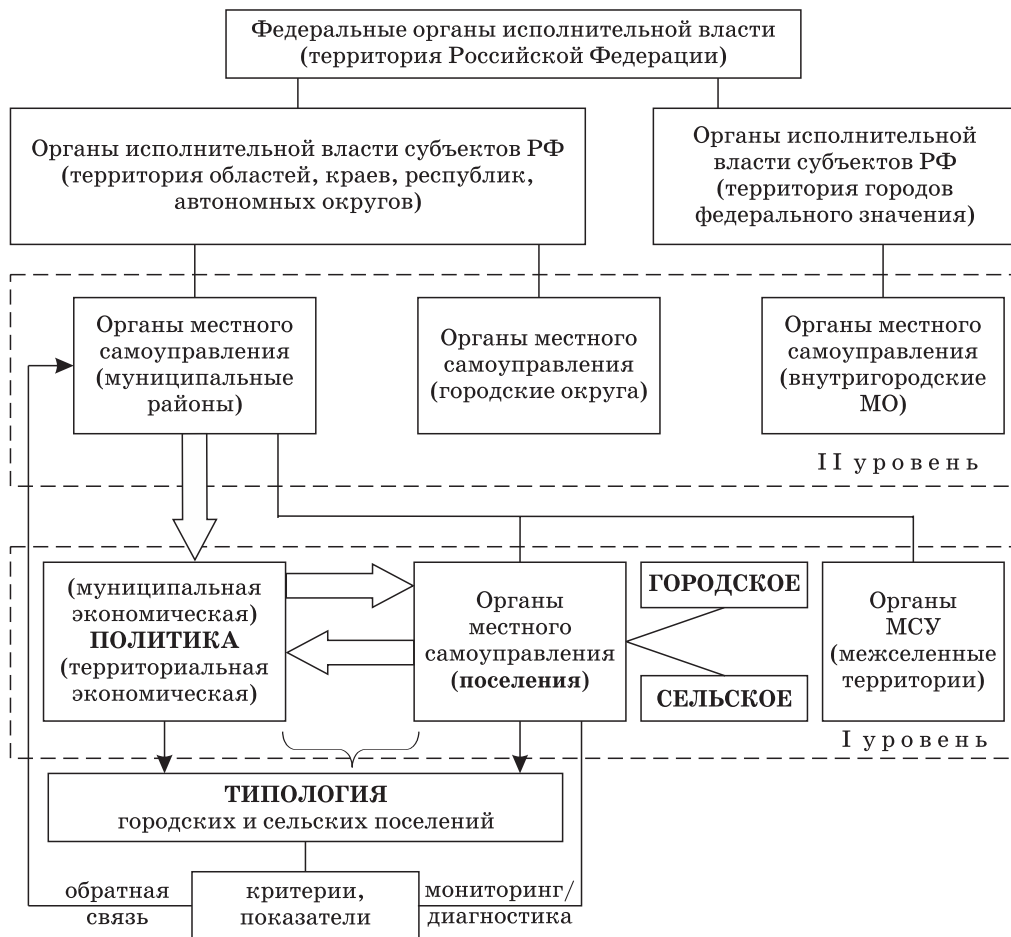 Федеральные органы исполнительной власти
(территория Российской Федерации)
Органы исполнительной власти субъектов РФ
(территория областей, краев, республик,
автономных округов)
Органы исполнительной
власти субъектов РФ
(территория городов
федерального значения)
Органы местного
самоуправления
(муниципальные
районы)
Органы местного
самоуправления
(городские округа)
Органы местного
самоуправления
(внутригородские
МО)
II уровень
(муниципальная
экономическая)
ПОЛИТИКА
(территориальная
экономическая)
Органы
местного
самоуправления
(поселения)
ГОРОДСКОЕ
СЕЛЬСКОЕ
Органы
МСУ
(межселенные
территории)
I уровень
ТИПОЛОГИЯ
городских и сельских поселений
обратная
связь
критерии,
показатели
мониторинг/
диагностика